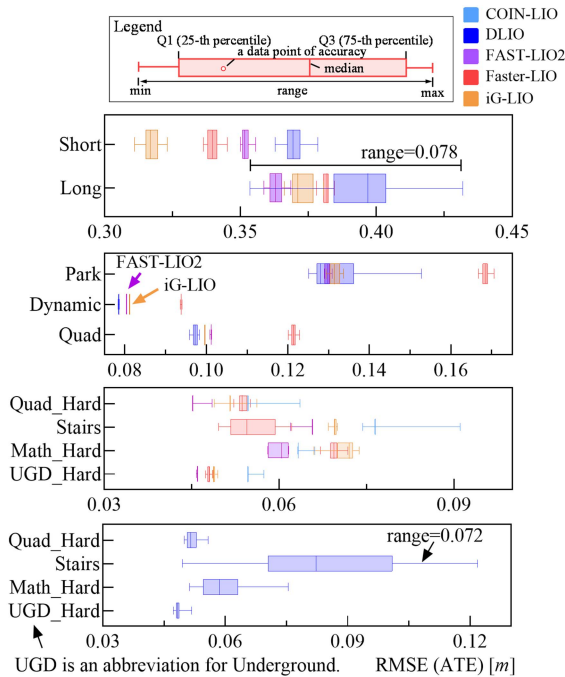 Legend
Q1 (25-th percentile) Q3 (75-th percentile)
a data point of accuracy
median
min range max
COIN-LIO
DLIO
FAST-LIO2
Faster-LIO
iG-LIO
Short
range=0.078
Long
0.30 0.35 0.40 0.45
FAST-LIO2
Park
iG-LIO
Dynamic
Quad
0.08 0.10 0.12 0.14 0.16
Quad_Hard
Stairs
Math_Hard
UGD_Hard
0.03 0.06 0.09
Quad_Hard
range=0.072
Stairs
Math_Hard
UGD_Hard
0.03 0.06 0.09 0.12
UGD is an abbreviation for Underground. RMSE (ATE) [m]